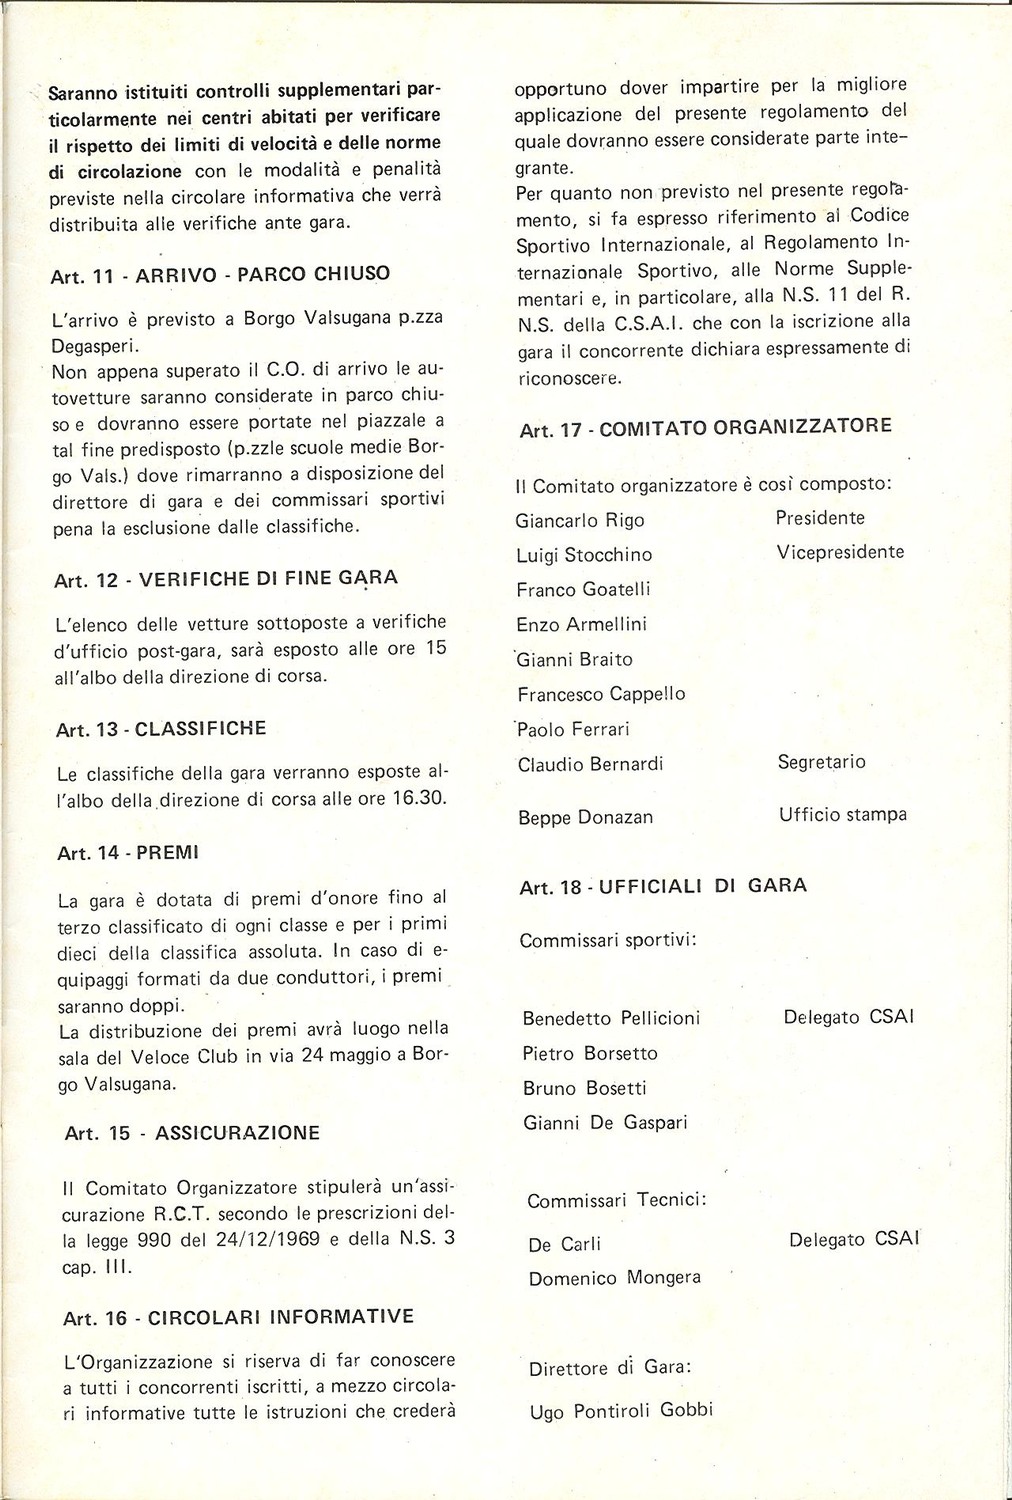 Saranno istituiti controlli supplementari par-
ticolarmente nei centri abitati per verificare
il rispetto dei limiti di velocità e delle norme
di circolazione con le modalità e penalità
previste nella circolare informativa che verrà
distribuita alle verifiche ante gara.
Art. 11 - ARRIVO - PARCO CHIUSO
L'arrivo è previsto a Borgo Valsugana p.zza
Degasperi.
Non appena superato il C.O. di arrivo le au-
tovetture saranno considerate in parco chiu-
so e dovranno essere portate nel piazzale a
tal fine predisposto (p.zzle scuole medie Bor-
go Vals.) dove rimarranno a disposizione del
direttore di gara e dei commissari sportivi
pena la esclusione dalle classifiche.
Art. 12 - VERIFICHE DI FINE GARA
L'elenco delle vetture sottoposte a verifiche
d'ufficio post-gara, sarà esposto alle ore 15
all'albo della direzione di corsa.
Art. 13 - CLASSIFICHE
Le classifiche della gara verranno esposte al-
l'albo della direzione di corsa alle ore 16.30.
Art. 14 - PREMI
La gara è dotata di premi d'onore fino al
terzo classificato di ogni classe e per i primi
dieci della classifica assoluta. In caso di e-
quipaggi formati da due conduttori, i premi
saranno doppi.
La distribuzione dei premi avrà luogo nella
sala del Veloce Club in via 24 maggio a Bor-
go Valsugana.
Art. 15 - ASSICURAZIONE
Il Comitato Organizzatore stipulerà un'assi-
curazione R.C.T. secondo le prescrizioni del-
la legge 990 del 24/12/1969 e della N.S. 3
cap. III.
Art. 16 - CIRCOLARI INFORMATIVE
L'Organizzazione si riserva di far conoscere
a tutti i concorrenti iscritti, a mezzo circola-
ri informative tutte le istruzioni che crederà
opportuno dover impartire per la migliore
applicazione del presente regolamento del
quale dovranno essere considerate parte inte-
grante.
Per quanto non previsto nel presente regola-
mento, si fa espresso riferimento al Codice
Sportivo Internazionale, al Regolamento In-
ternazionale Sportivo, alle Norme Supple-
mentari e, in particolare, alla N.S. 11 del R.
N.S. della C.S.A.I. che con la iscrizione alla
gara il concorrente dichiara espressamente di
riconoscere.
Art. 17 - COMITATO ORGANIZZATORE
Il Comitato organizzatore è così composto:
Giancarlo Rigo Presidente
Luigi Stocchino Vicepresidente
Franco Goatelli
Enzo Armellini
Gianni Braito
Francesco Cappello
Paolo Ferrari
Claudio Bernardi Segretario
Beppe Donazan Ufficio stampa
Art. 18 - UFFICIALI DI GARA
Commissari sportivi:
Benedetto Pellicioni Delegato CSAI
Pietro Borsetto
Bruno Bosetti
Gianni De Gaspari
Commissari Tecnici:
De Carli Delegato CSAI
Domenico Mongera
Direttore di Gara:
Ugo Pontiroli Gobbi